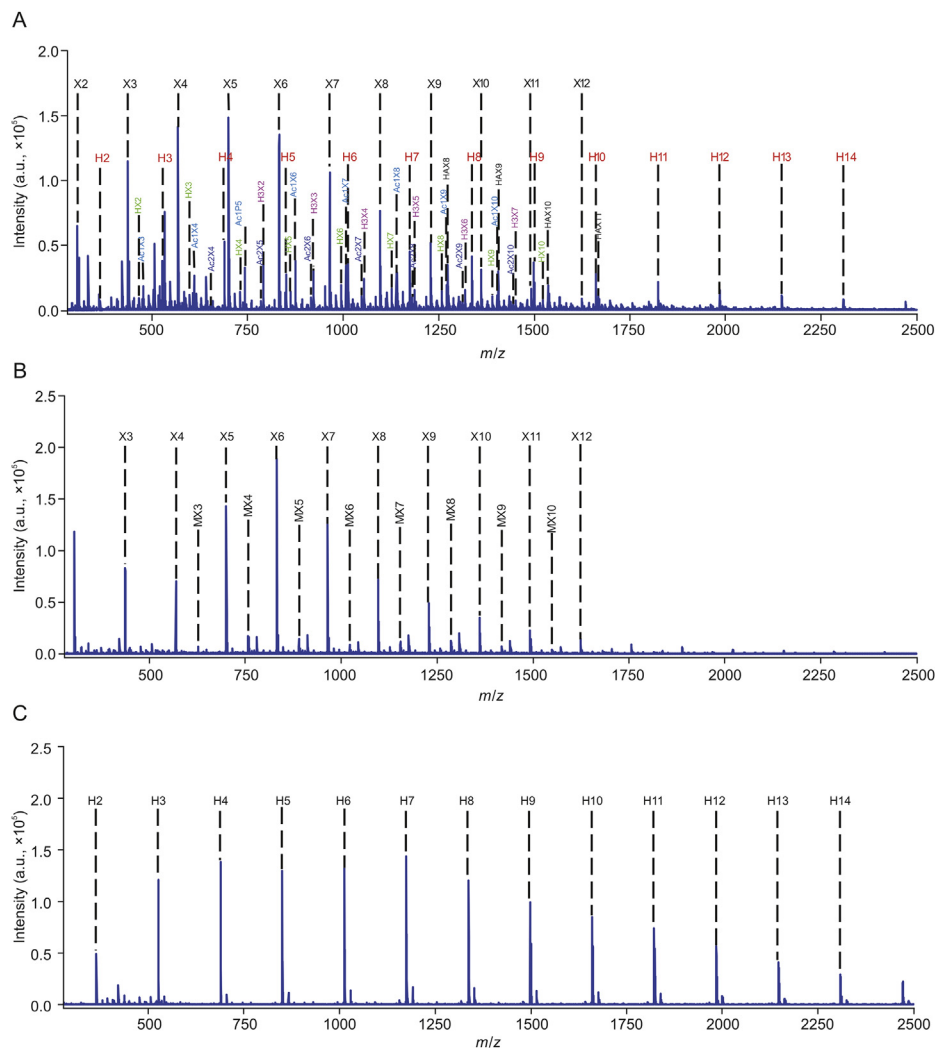 A
Intensity (a.u., ×10⁵)
2.0
1.5
1.0
0.5
0.0
X2 X3 X4 X5 X6 X7 X8 X9 X10 X11 X12
H2 H3 H4 H5 H6 H7 H8 H9 H10 H11 H12 H13 H14
HX2 Ac1X3 HX3 Ac1X4 Ac2X4 Ac1P5 HX4 Ac2X5 H3X2 HX5 Ac1X6 Ac2X6 H3X3 HX6 Ac1X7 Ac2X7 H3X4 HX7 Ac1X8 H3X5 HX8 Ac1X9 HAX8 Ac2X9 H3X6 HX9 Ac1X10 HAX9 Ac2X10 H3X7 HX10 HAX10 HAX11
500 750 1000 1250 1500 1750 2000 2250 2500
m/z
B
Intensity (a.u., ×10⁵)
2.5
2.0
1.5
1.0
0.5
0.0
X3 X4 X5 X6 X7 X8 X9 X10 X11 X12
MX3 MX4 MX5 MX6 MX7 MX8 MX9 MX10
500 750 1000 1250 1500 1750 2000 2250 2500
m/z
C
Intensity (a.u., ×10⁵)
2.5
2.0
1.5
1.0
0.5
0.0
H2 H3 H4 H5 H6 H7 H8 H9 H10 H11 H12 H13 H14
500 750 1000 1250 1500 1750 2000 2250 2500
m/z